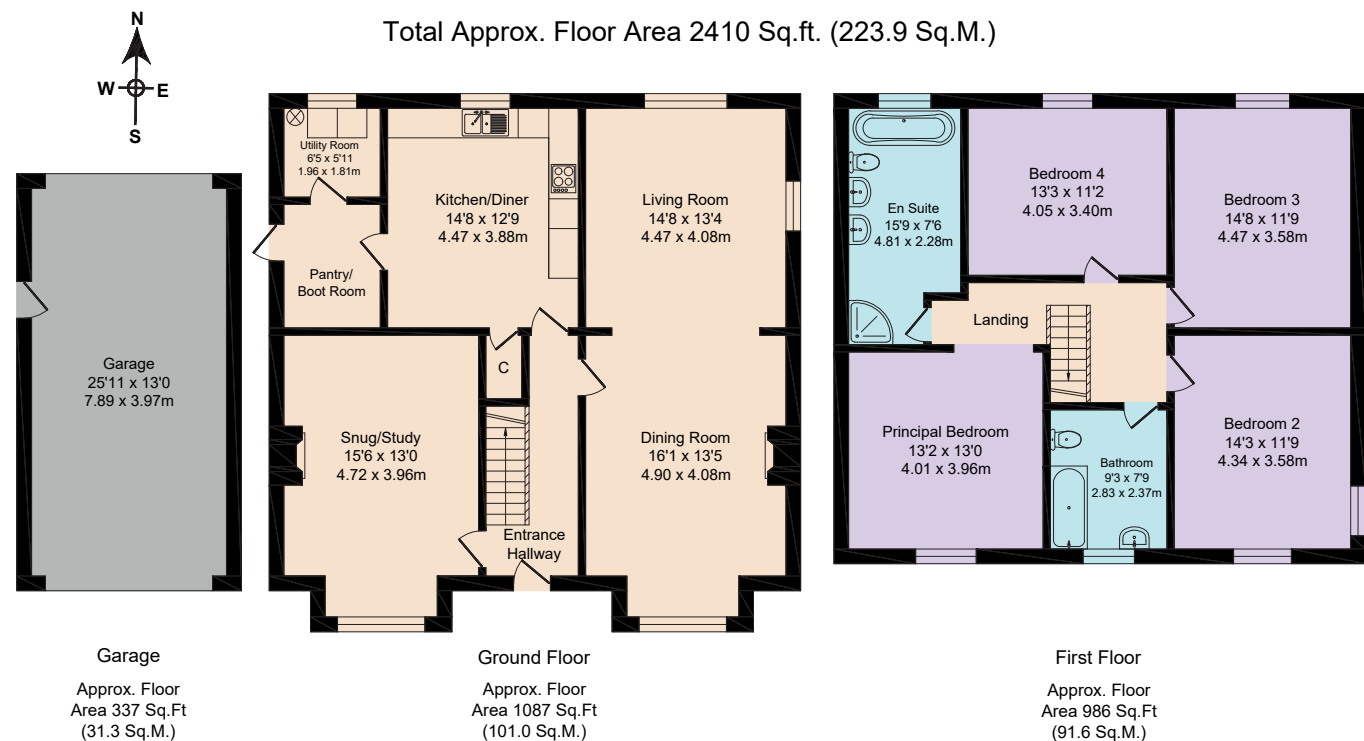 Total Approx. Floor Area 2410 Sq.ft. (223.9 Sq.M.)
N
W
E
S
Garage
25'11 x 13'0
7.89 x 3.97m
Utility Room
6'5 x 5'11
1.96 x 1.81m
Kitchen/Diner
14'8 x 12'9
4.47 x 3.88m
Living Room
14'8 x 13'4
4.47 x 4.08m
Pantry/
Boot Room
C
Snug/Study
15'6 x 13'0
4.72 x 3.96m
Dining Room
16'1 x 13'5
4.90 x 4.08m
Entrance
Hallway
En Suite
15'9 x 7'6
4.81 x 2.28m
Bedroom 4
13'3 x 11'2
4.05 x 3.40m
Bedroom 3
14'8 x 11'9
4.47 x 3.58m
Landing
Principal Bedroom
13'2 x 13'0
4.01 x 3.96m
Bathroom
9'3 x 7'9
2.83 x 2.37m
Bedroom 2
14'3 x 11'9
4.34 x 3.58m
Garage
Approx. Floor
Area 337 Sq.Ft
(31.3 Sq.M.)
Ground Floor
Approx. Floor
Area 1087 Sq.Ft
(101.0 Sq.M.)
First Floor
Approx. Floor
Area 986 Sq.Ft
(91.6 Sq.M.)